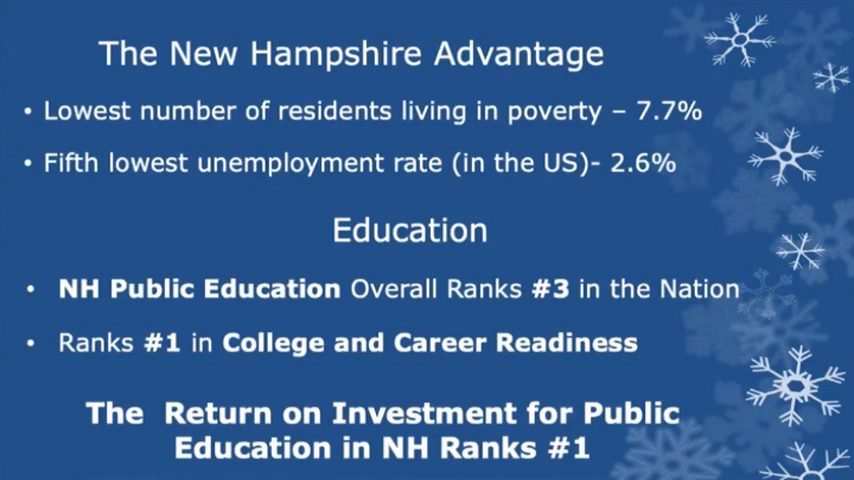 The New Hampshire Advantage
• Lowest number of residents living in poverty – 7.7%
• Fifth lowest unemployment rate (in the US)- 2.6%
Education
• NH Public Education Overall Ranks #3 in the Nation
• Ranks #1 in College and Career Readiness
The Return on Investment for Public
Education in NH Ranks #1